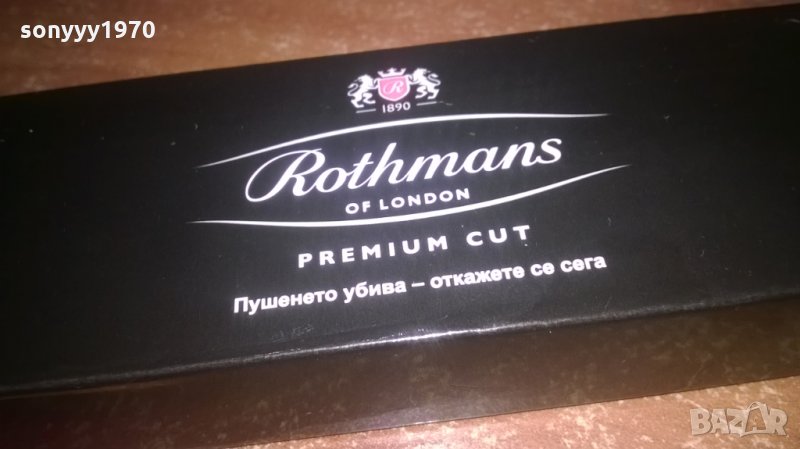 sonyyy1970
R
1890
Rothmans
OF LONDON
PREMIUM CUT
Пушенето убива – откажете се сега
BAZAR